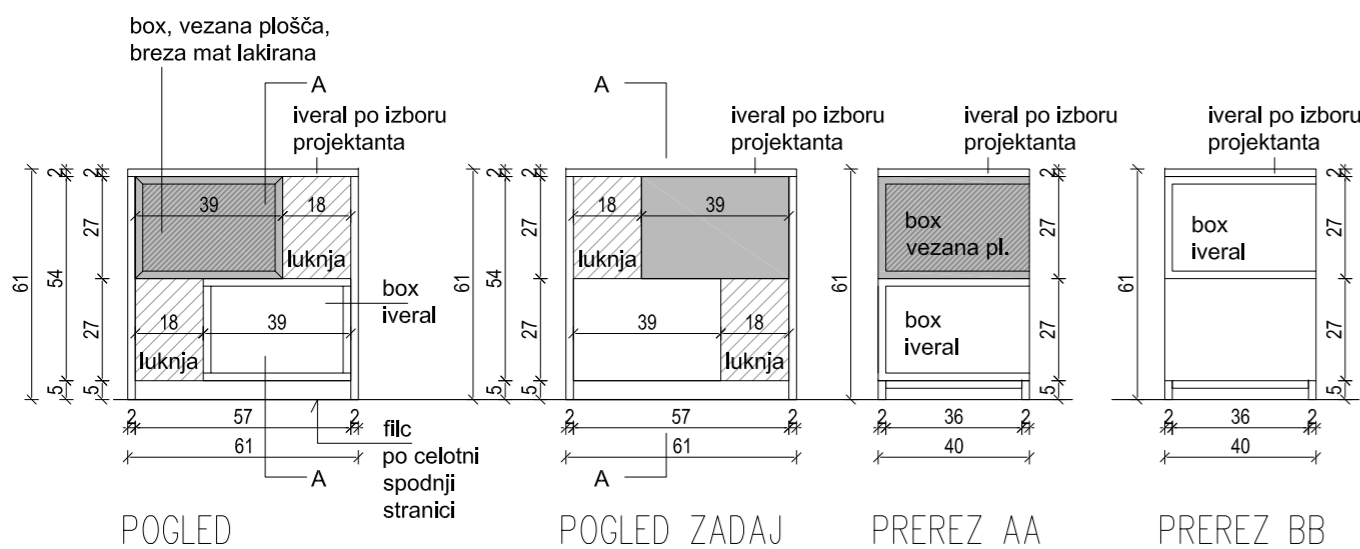 box, vezana plošča,
breza mat lakirana
A
iveral po izboru
projektanta
61
2
54
5
2
27
27
5
39
18
luknja
18
39
luknja
box
iveral
2
57
2
61
A
filc
po celotni
spodnji
stranici
POGLED
A
iveral po izboru
projektanta
61
2
54
5
2
27
27
5
18
39
luknja
39
18
luknja
2
57
2
61
A
POGLED ZADAJ
iveral po izboru
projektanta
61
box
vezana pl.
box
iveral
2
27
27
5
2
36
2
40
PREREZ AA
iveral po izboru
projektanta
61
box
iveral
2
27
27
5
2
36
2
40
PREREZ BB